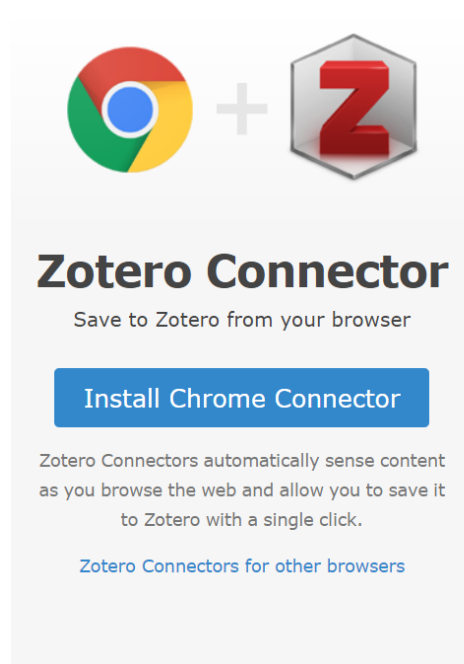 Z
Zotero Connector
Save to Zotero from your browser
Install Chrome Connector
Zotero Connectors automatically sense content
as you browse the web and allow you to save it
to Zotero with a single click.
Zotero Connectors for other browsers